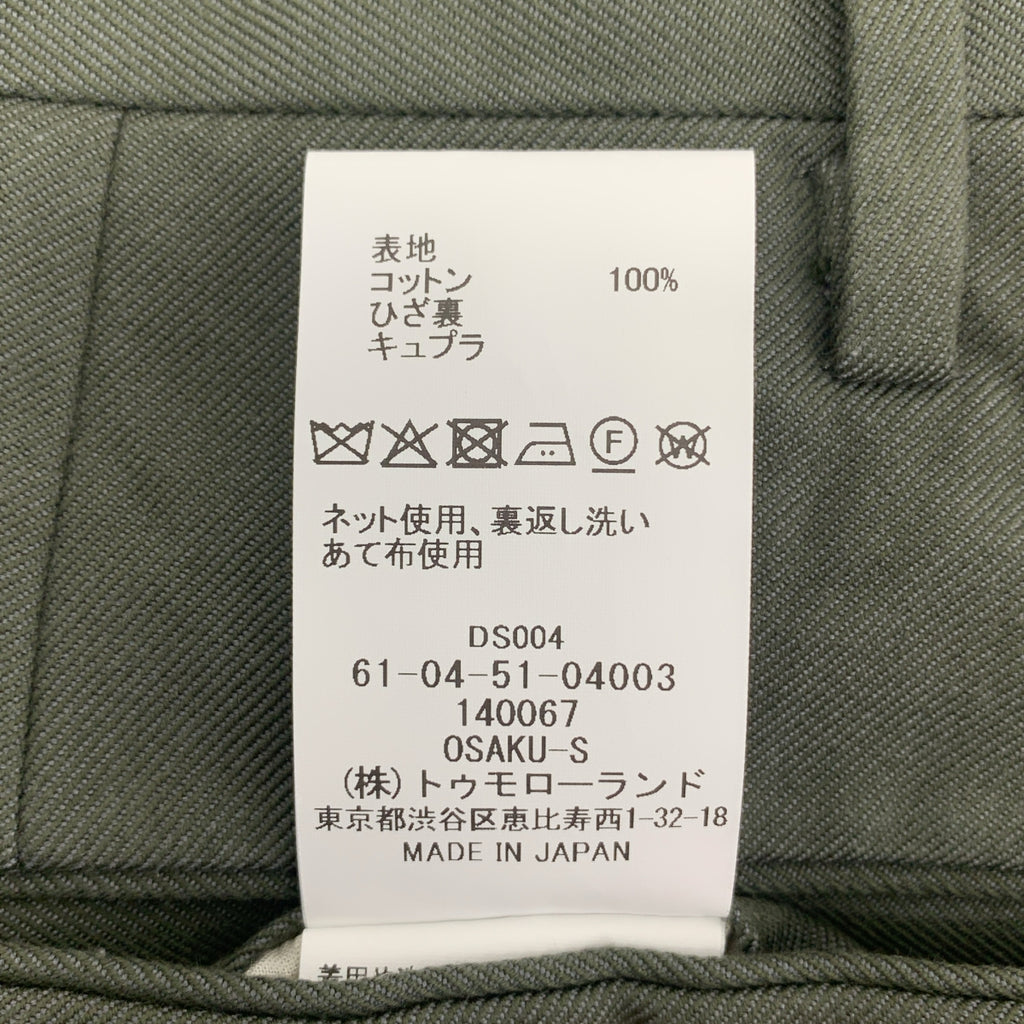 表地
コットン 100%
ひざ裏
キュプラ
F
W
ネット使用、裏返し洗い
あて布使用
DS004
61-04-51-04003
140067
OSAKU-S
(株)トゥモローランド
東京都渋谷区恵比寿西1-32-18
MADE IN JAPAN